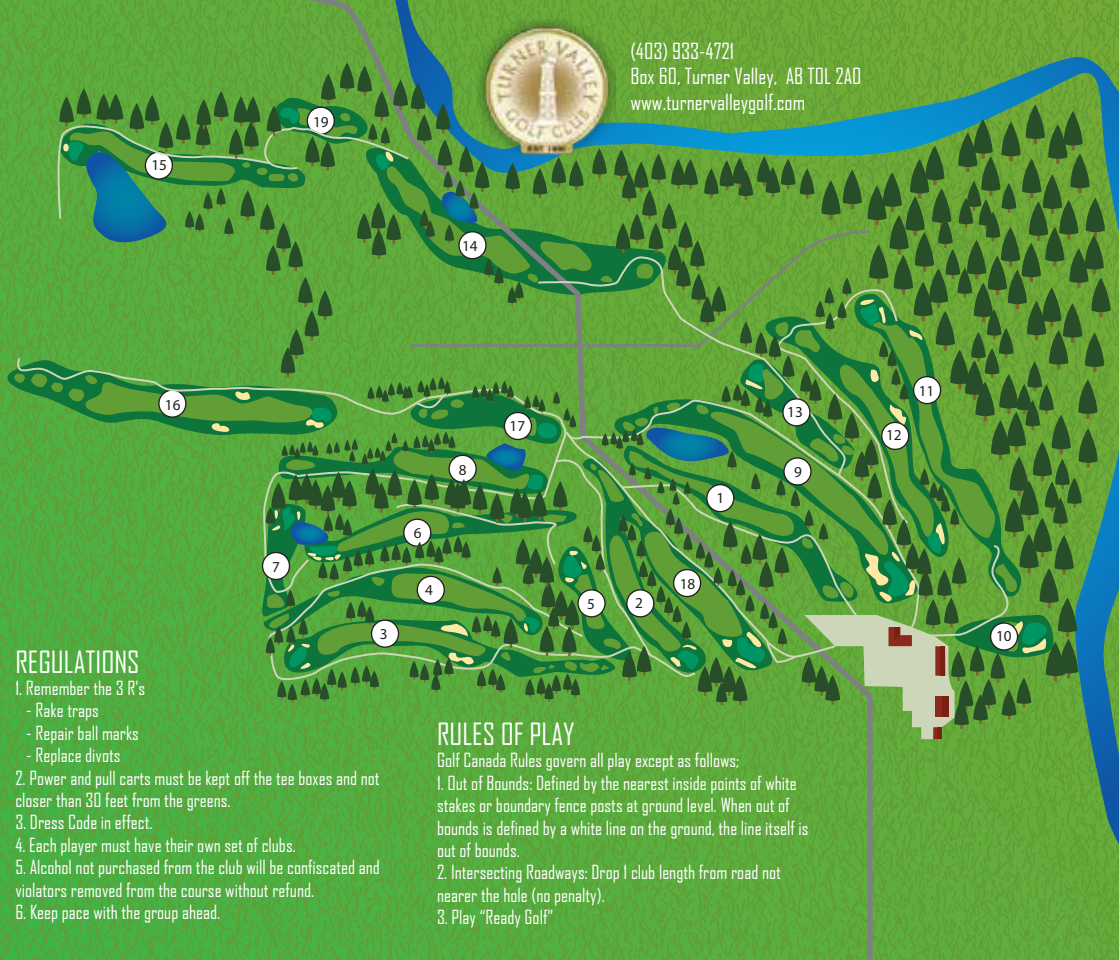 TURNER VALLEY
GOLF CLUB
(403) 933-4721
Box 60, Turner Valley, AB T0L 2A0
www.turnervalleygolf.com
19
15
14
11
16
13
12
17
8
9
1
6
7
4
18
5
2
3
10
REGULATIONS
1. Remember the 3 R's
- Rake traps
- Repair ball marks
- Replace divots
2. Power and pull carts must be kept off the tee boxes and not
closer than 30 feet from the greens.
3. Dress Code in effect.
4. Each player must have their own set of clubs.
5. Alcohol not purchased from the club will be confiscated and
violators removed from the course without refund.
6. Keep pace with the group ahead.
RULES OF PLAY
Golf Canada Rules govern all play except as follows;
1. Out of Bounds: Defined by the nearest inside points of white
stakes or boundary fence posts at ground level. When out of
bounds is defined by a white line on the ground, the line itself is
out of bounds.
2. Intersecting Roadways: Drop 1 club length from road not
nearer the hole (no penalty).
3. Play “Ready Golf”